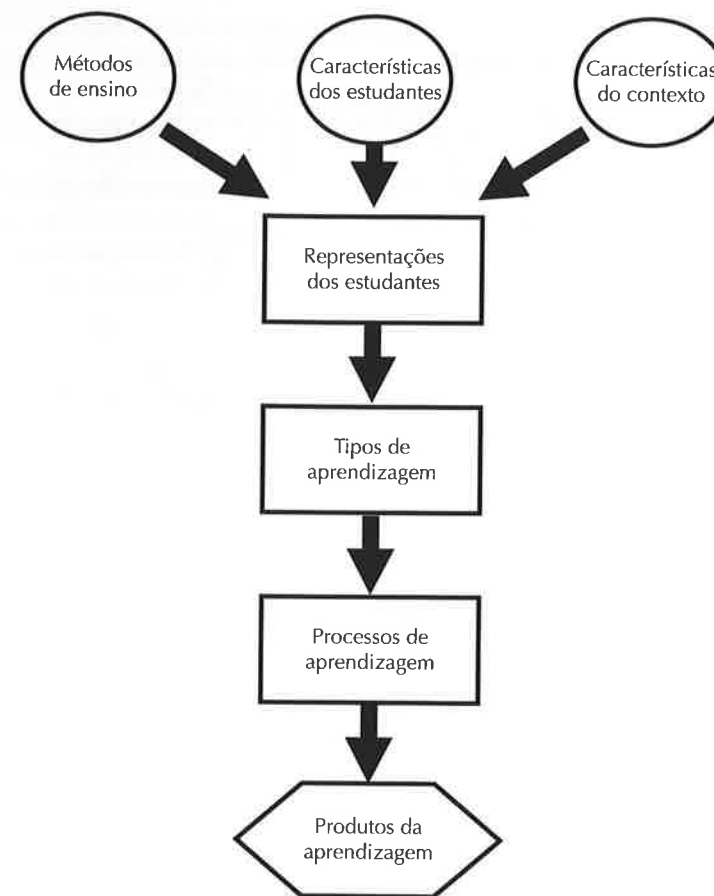 Métodos
de ensino
Características
dos estudantes
Características
do contexto
Representações
dos estudantes
Tipos de
aprendizagem
Processos de
aprendizagem
Produtos da
aprendizagem